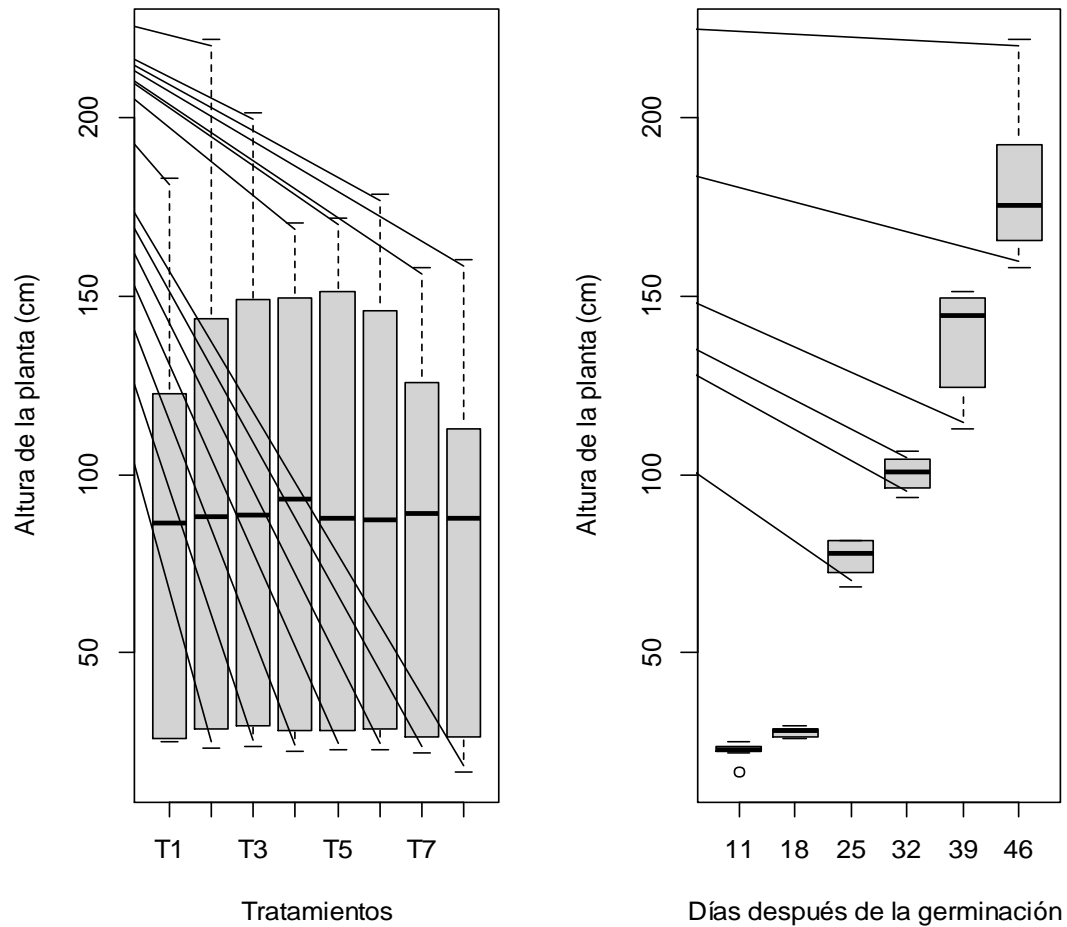 Altura de la planta (cm)
50
100
150
200
T1
T3
T5
T7
Tratamientos
Altura de la planta (cm)
50
100
150
200
11
18
25
32
39
46
Días después de la germinación